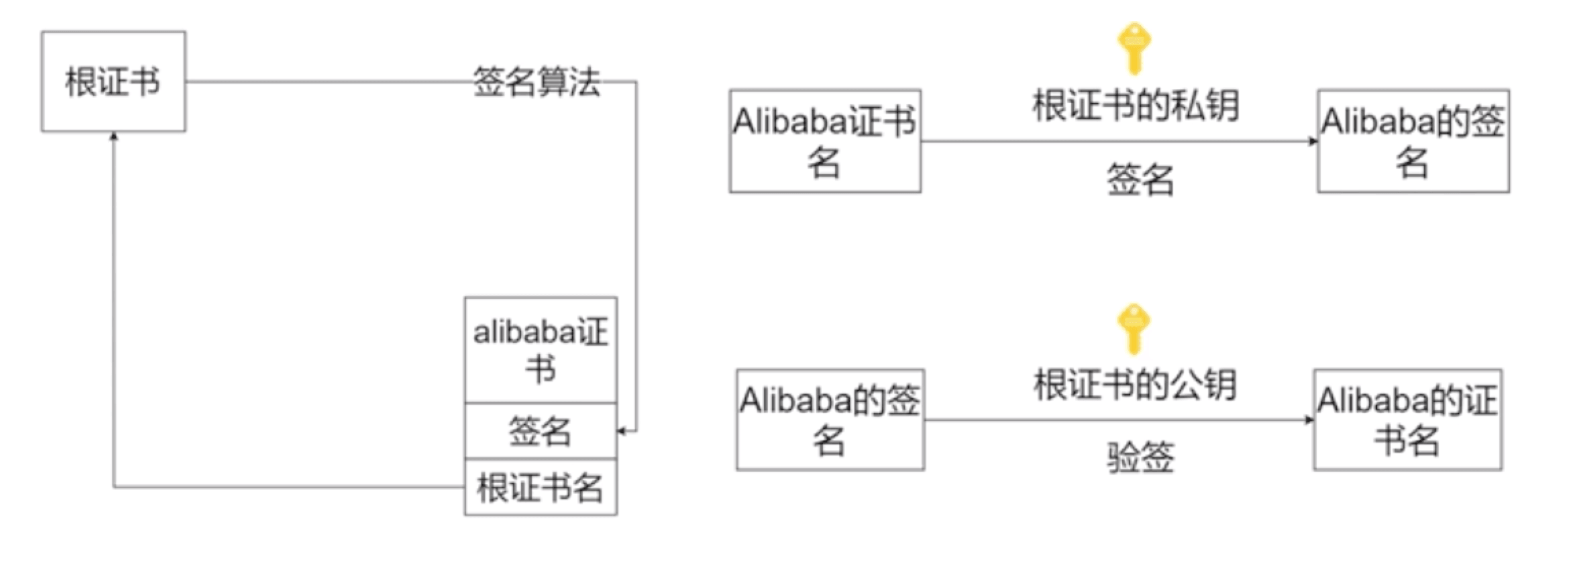 根证书
签名算法
alibaba证
书
签名
根证书名
Alibaba证书
名
根证书的私钥
签名
Alibaba的签
名
Alibaba的签
名
根证书的公钥
验签
Alibaba的证
书名